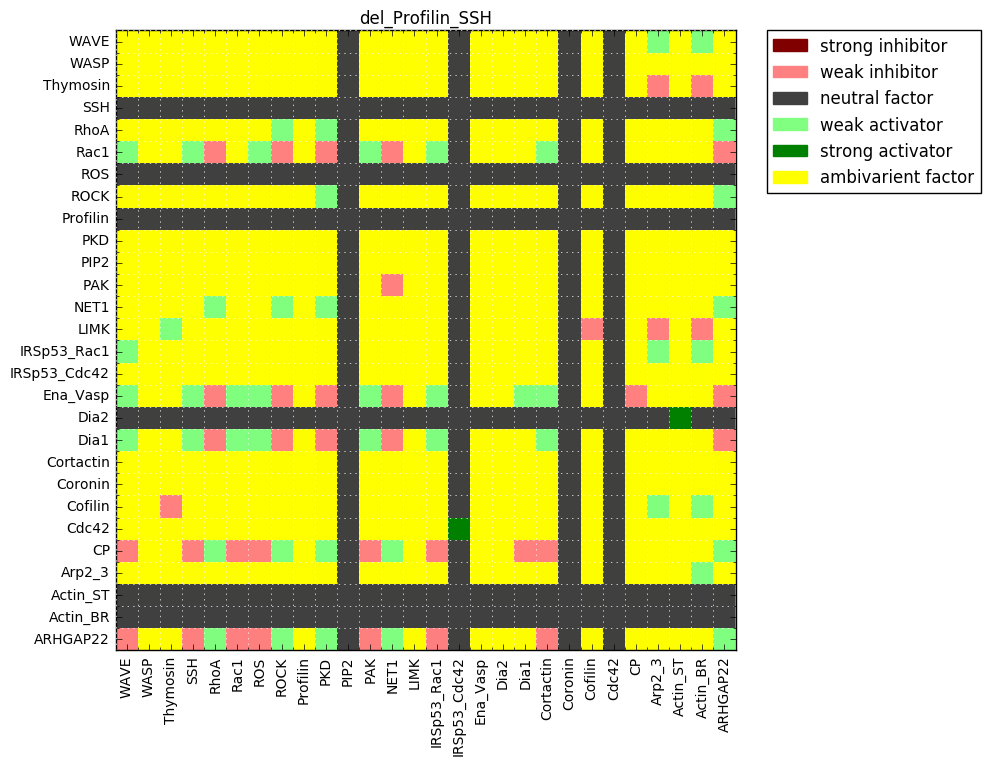 del_Profilin_SSH
strong inhibitor
weak inhibitor
neutral factor
weak activator
strong activator
ambivarient factor
WAVE
WASP
Thymosin
SSH
RhoA
Rac1
ROS
ROCK
Profilin
PKD
PIP2
PAK
NET1
LIMK
IRSp53_Rac1
IRSp53_Cdc42
Ena_Vasp
Dia2
Dia1
Cortactin
Coronin
Cofilin
Cdc42
CP
Arp2_3
Actin_ST
Actin_BR
ARHGAP22
WAVE
WASP
Thymosin
SSH
RhoA
Rac1
ROS
ROCK
Profilin
PKD
PIP2
PAK
NET1
LIMK
IRSp53_Rac1
IRSp53_Cdc42
Ena_Vasp
Dia2
Dia1
Cortactin
Coronin
Cofilin
Cdc42
CP
Arp2_3
Actin_ST
Actin_BR
ARHGAP22